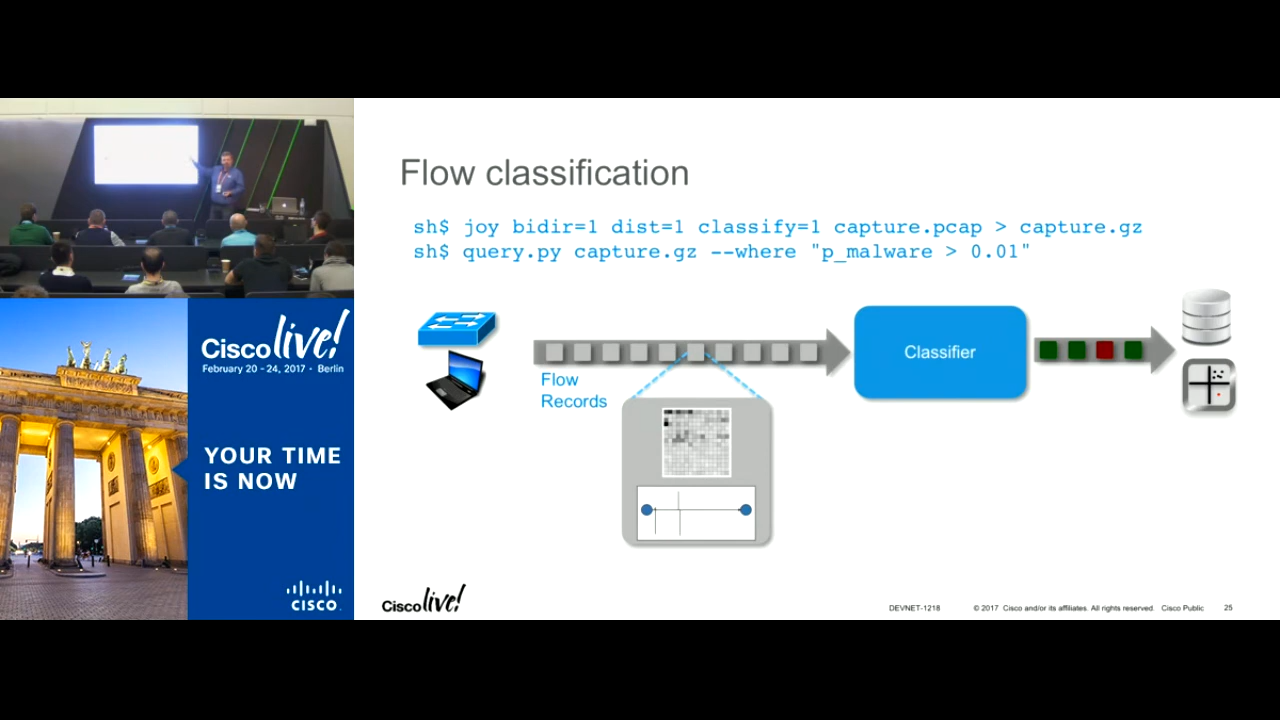 Flow classification
sh$ joy bidir=1 dist=1 classify=1 capture.pcap > capture.gz
sh$ query.py capture.gz --where "p_malware > 0.01"
Flow
Records
Classifier
Cisco live!
February 20 - 24, 2017 · Berlin
YOUR TIME
IS NOW
CISCO
Cisco live!
DEVNET-1218 © 2017 Cisco and/or its affiliates. All rights reserved. Cisco Public 25